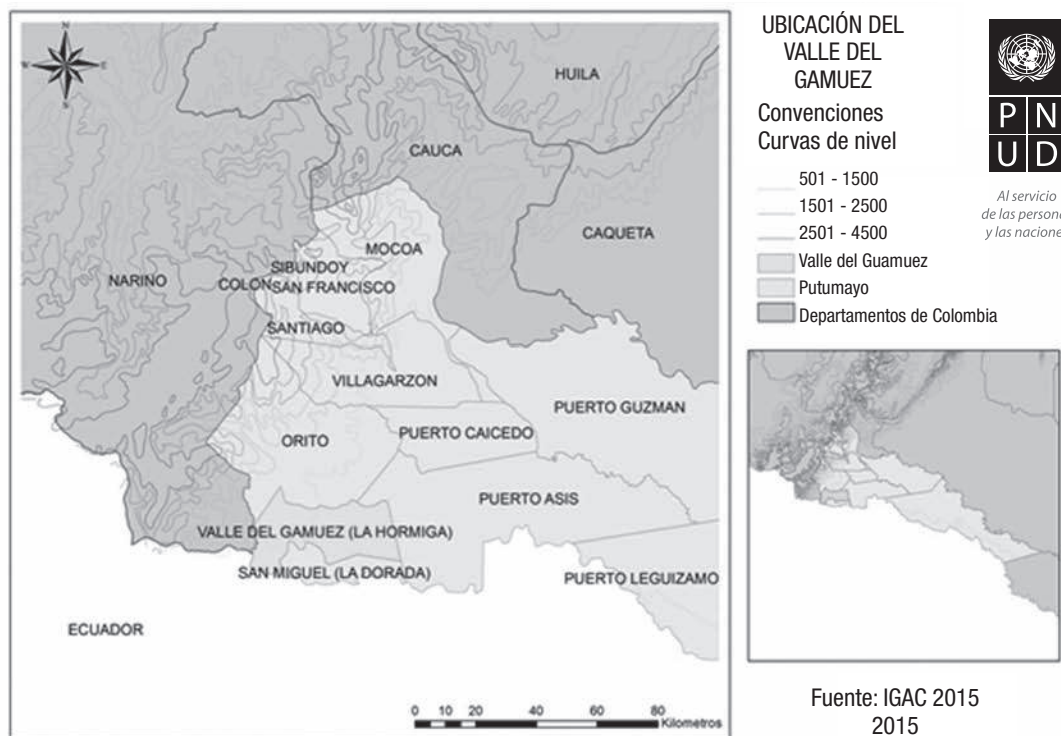 N
W E
S
HUILA
CAUCA
CAQUETA
MOCOA
SIBUNDOY
NARINO
COLON
SAN FRANCISCO
SANTIAGO
VILLAGARZON
PUERTO GUZMAN
ORITO
PUERTO CAICEDO
PUERTO ASIS
VALLE DEL GAMUEZ (LA HORMIGA)
SAN MIGUEL (LA DORADA)
PUERTO LEGUIZAMO
ECUADOR
0 10 20 40 60 80
Kilometros
UBICACIÓN DEL
VALLE DEL
GAMUEZ
Convenciones
Curvas de nivel
501 - 1500
1501 - 2500
2501 - 4500
Valle del Guamuez
Putumayo
Departamentos de Colombia
P N
U D
Al servicio
de las persona
y las nacione
Fuente: IGAC 2015
2015